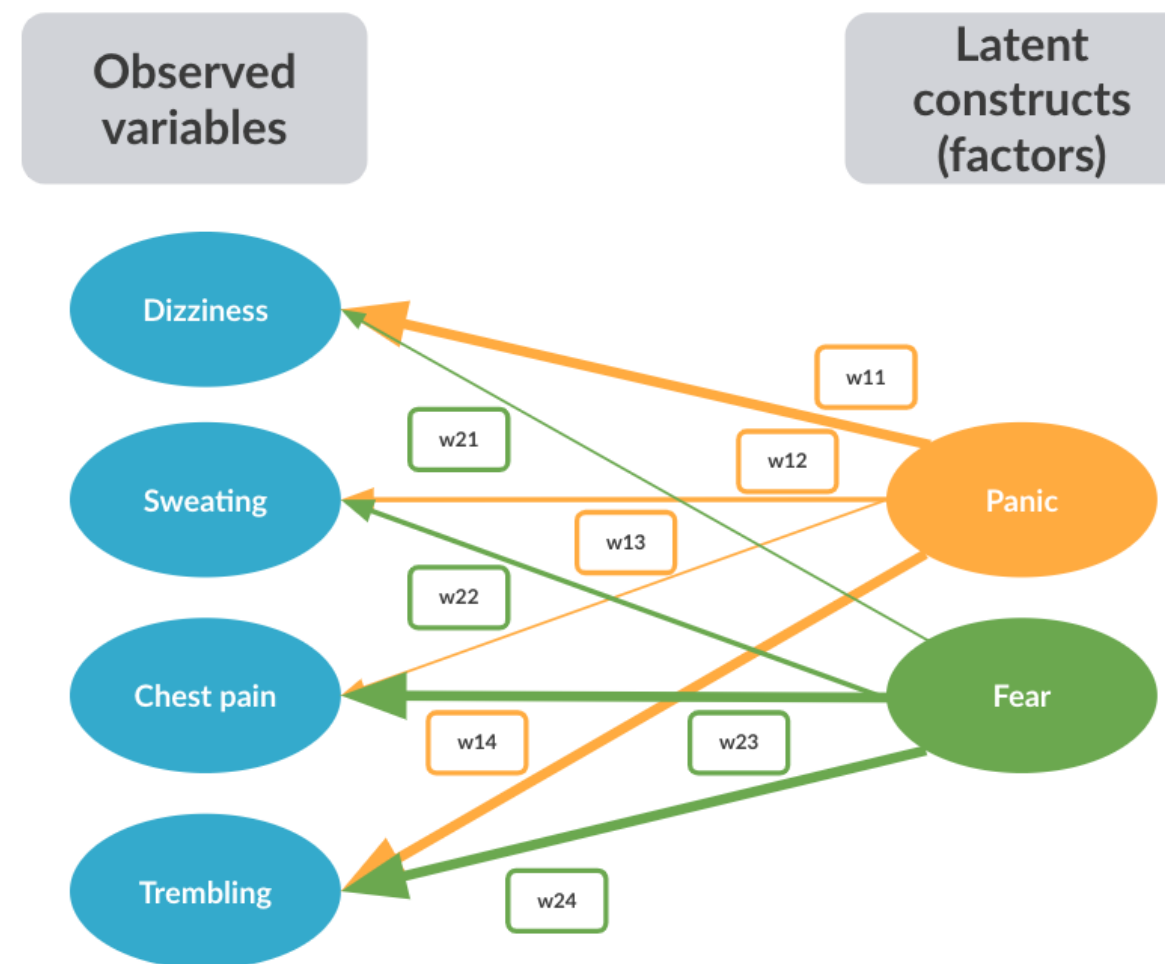 Observed
variables
Latent
constructs
(factors)
Dizziness
w11
w21
w12
Sweating
Panic
w13
w22
Chest pain
Fear
w14
w23
Trembling
w24